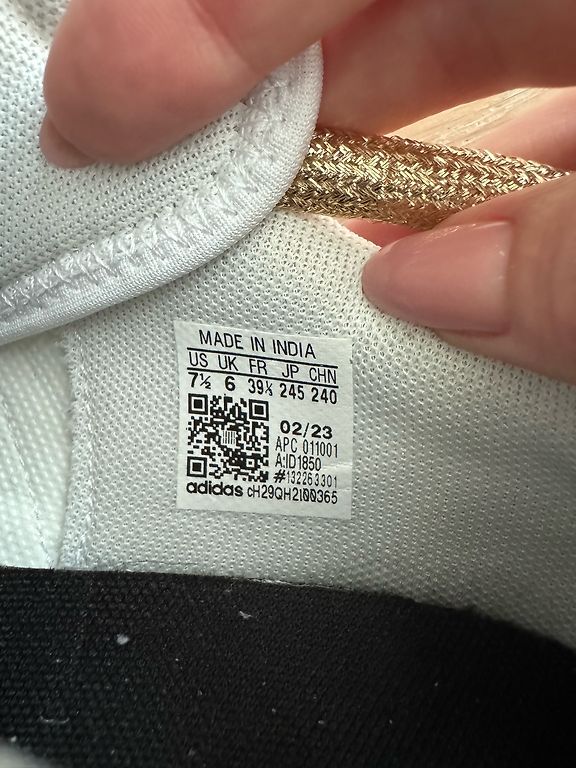 MADE IN INDIA
US UK FR JP CHN
7½ 6 39⅓ 245 240
02/23
APC 011001
A:ID1850
#132263301
adidas cH29QH2I00365